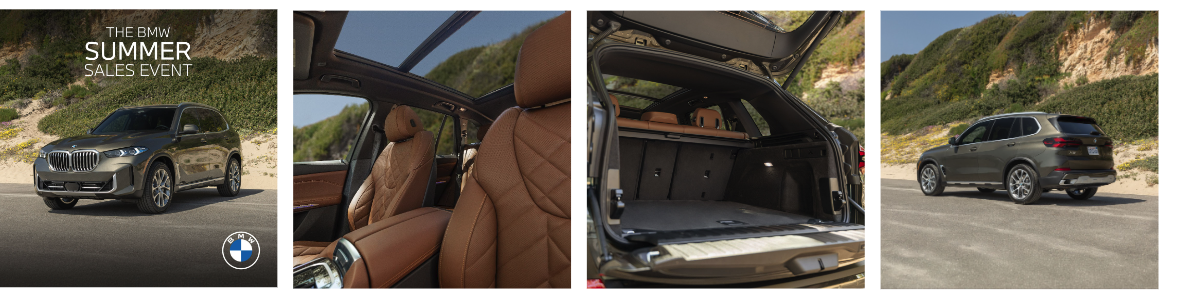 THE BMW
SUMMER
SALES EVENT
BMW